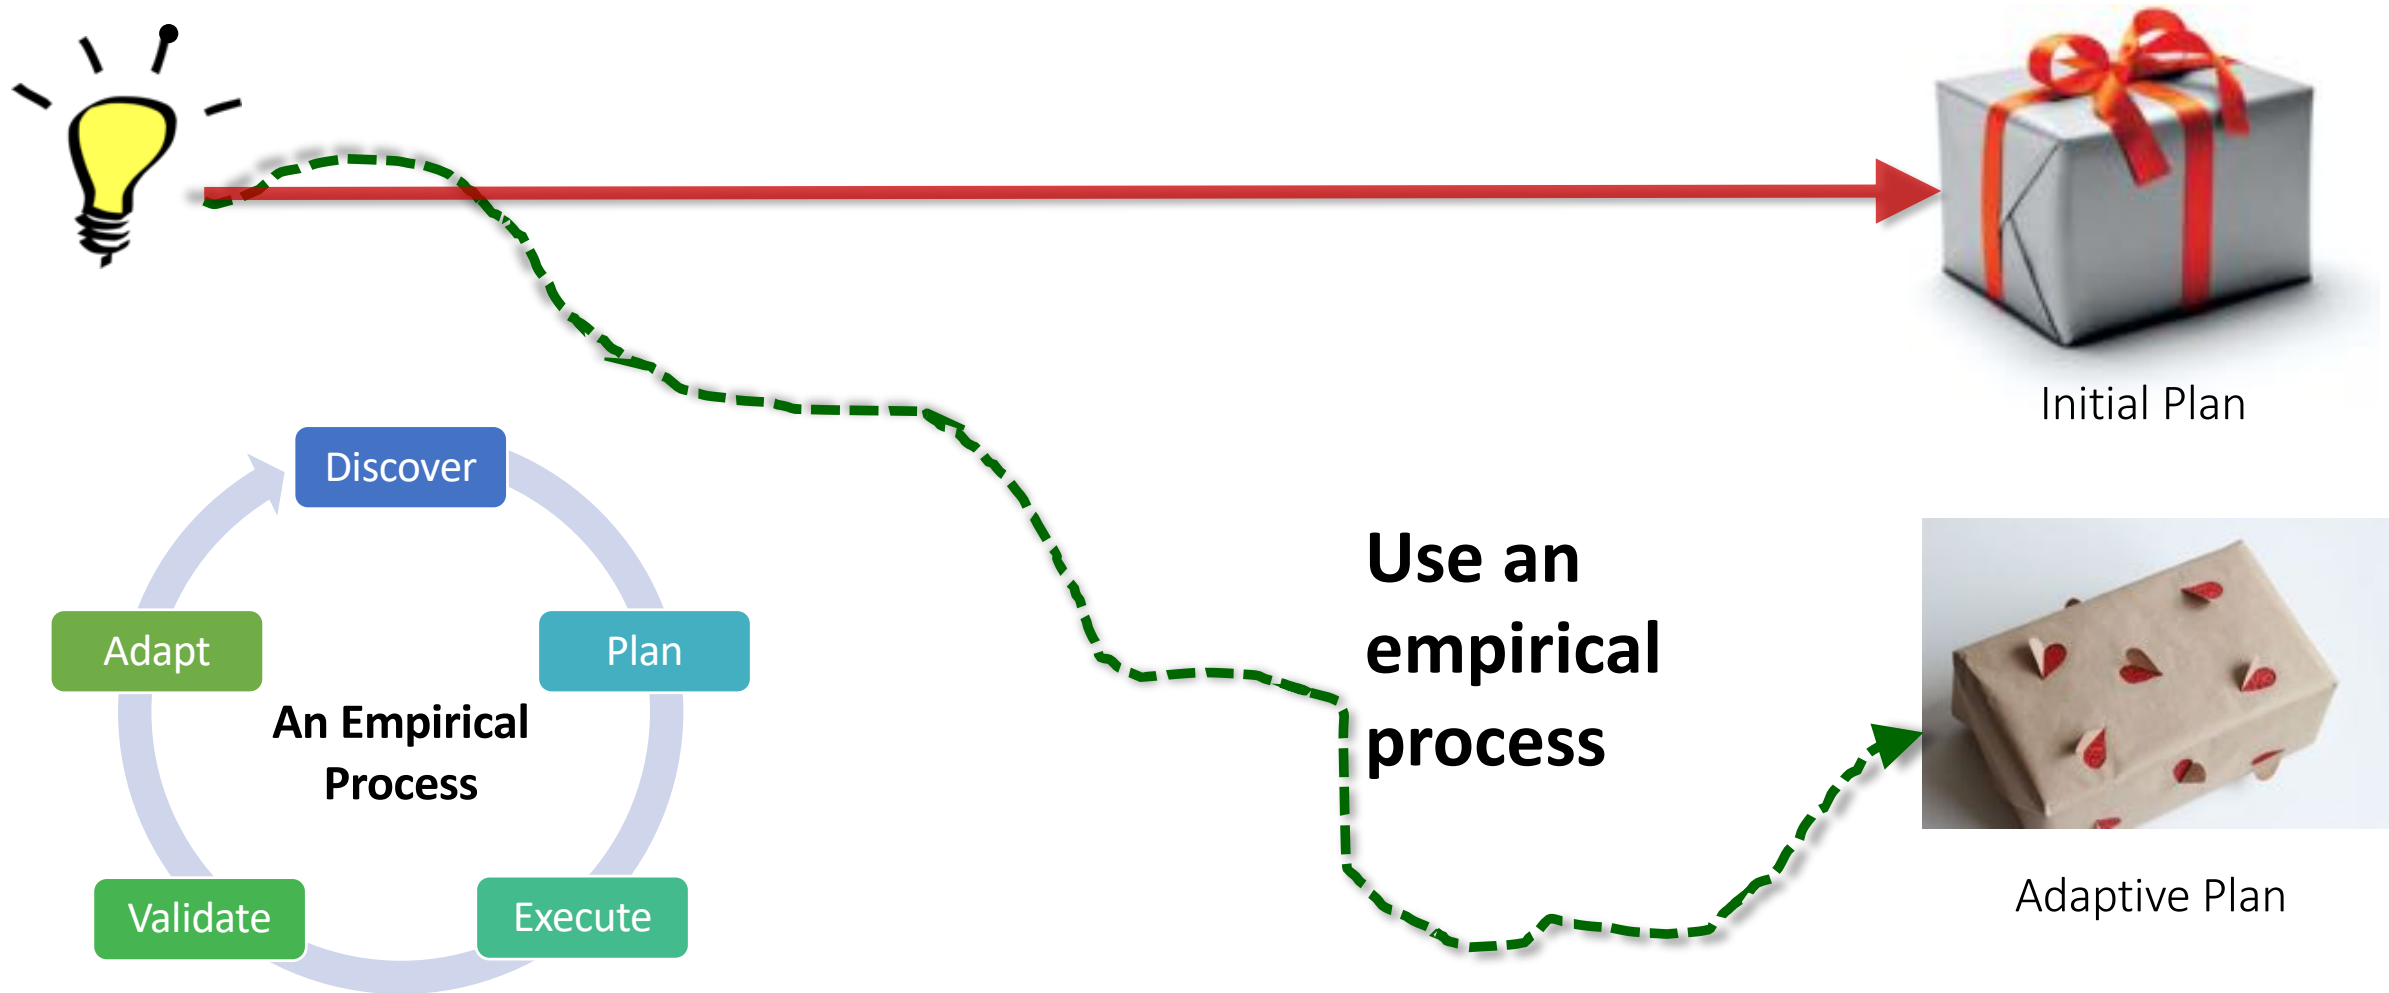 Initial Plan
Discover
Adapt
Plan
An Empirical
Process
Validate
Execute
Use an
empirical
process
Adaptive Plan